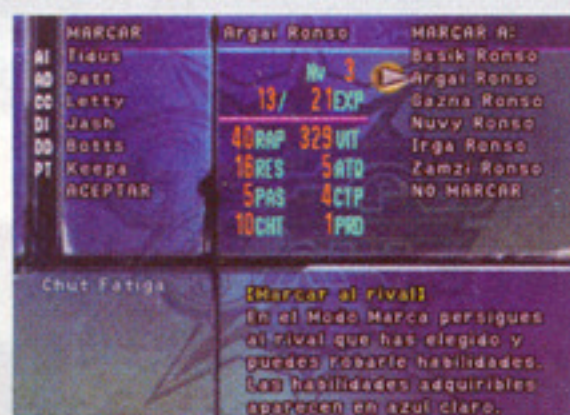 MARCAR
AI Tidus
AD Datt
CC Letty
DI Jash
DD Botts
PT Keepa
ACEPTAR
Argai Ronso
Nv 3
13/ 21EXP
40RAP 329VIT
16RES 5ATQ
5PAS 4CTP
10CHT 1PRD
MARCAR A:
Basik Ronso
Argai Ronso
Gazna Ronso
Nuvy Ronso
Irga Ronso
Zamzi Ronso
NO MARCAR
Chut Fatiga
[Marcar al rival]
En el Modo Marca persigues
al rival que has elegido y
puedes robarle habilidades.
Las habilidades adquiribles
aparecen en azul claro.